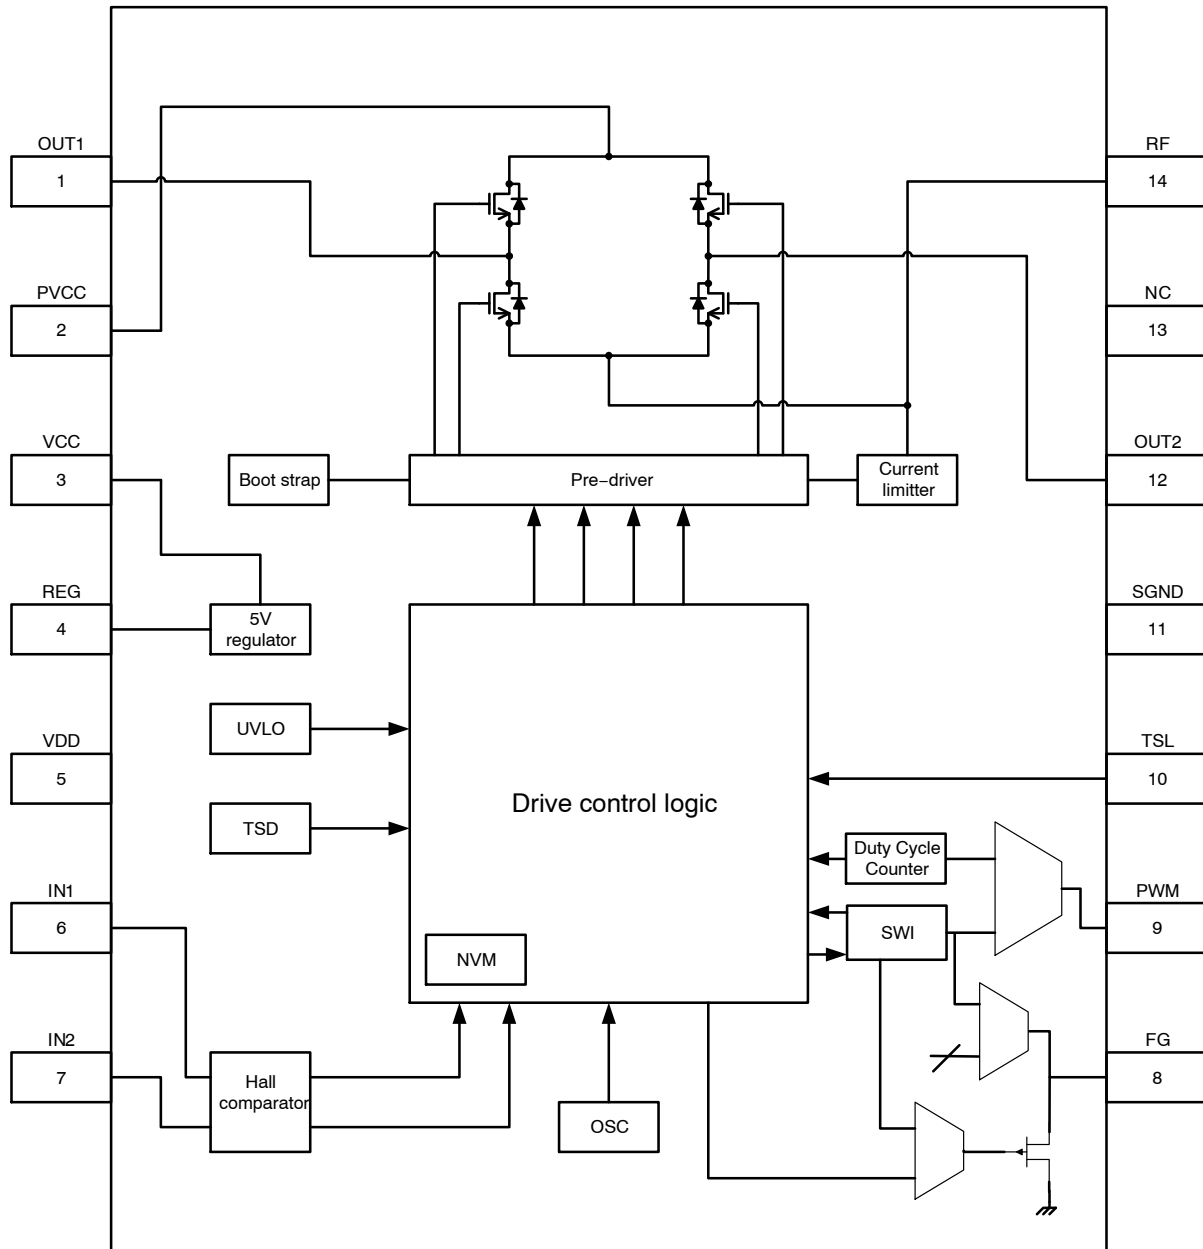 OUT1
1
PVCC
2
VCC
3
REG
4
VDD
5
IN1
6
IN2
7
RF
14
NC
13
OUT2
12
SGND
11
TSL
10
PWM
9
FG
8
Boot strap
Pre−driver
Current
limitter
5V
regulator
UVLO
TSD
Drive control logic
NVM
Duty Cycle
Counter
SWI
Hall
comparator
OSC